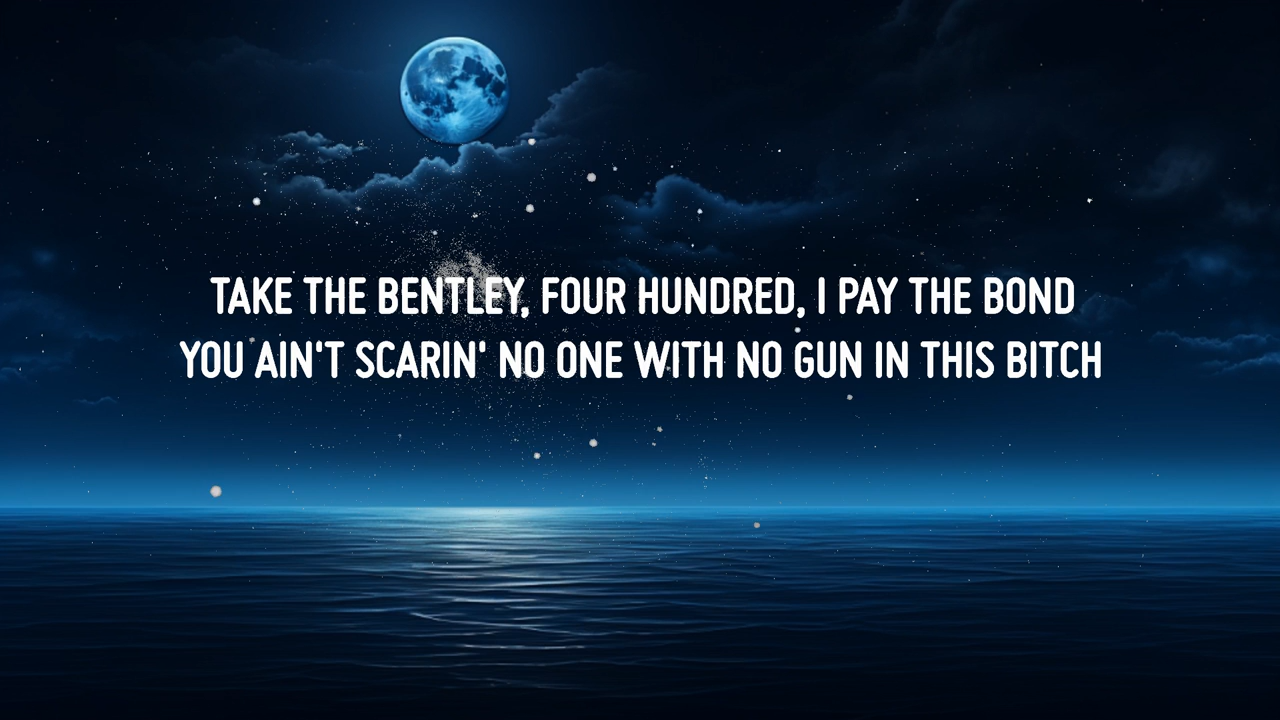 TAKE THE BENTLEY, FOUR HUNDRED, I PAY THE BOND
YOU AIN'T SCARIN' NO ONE WITH NO GUN IN THIS BITCH